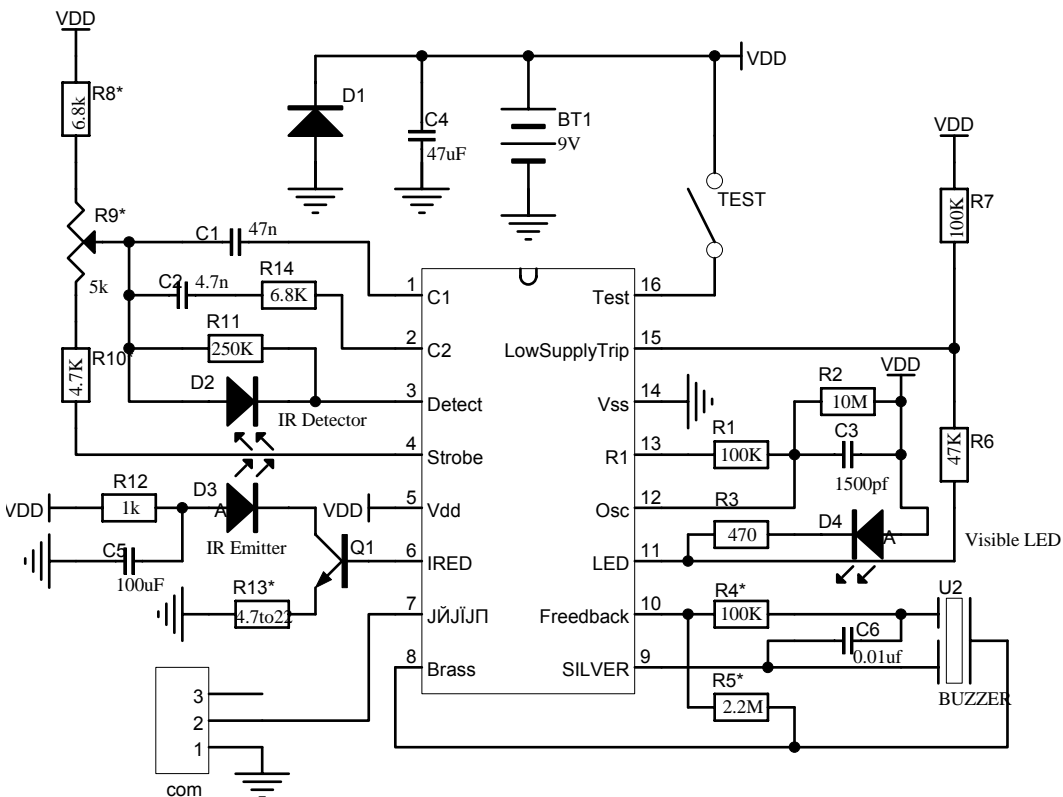 VDD
R8*
6.8k
R9*
5k
R10*
4.7K
D1
C4
47uF
BT1
9V
VDD
TEST
VDD
R7
100K
C1
47n
C2
4.7n
R14
6.8K
R11
250K
D2
IR Detector
1
C1
2
C2
3
Detect
4
Strobe
5
Vdd
6
IRED
7
ЈЙЈЇЈП
8
Brass
Test
16
LowSupplyTrip
15
Vss
14
R1
13
Osc
12
LED
11
Freedback
10
SILVER
9
VDD
R2
10M
R1
100K
C3
1500pf
R6
47K
R3
470
D4
A
Visible LED
VDD
R12
1k
D3
A
IR Emitter
VDD
C5
100uF
Q1
R13*
4.7to22
R4*
100K
C6
0.01uf
U2
BUZZER
R5*
2.2M
3
2
1
com